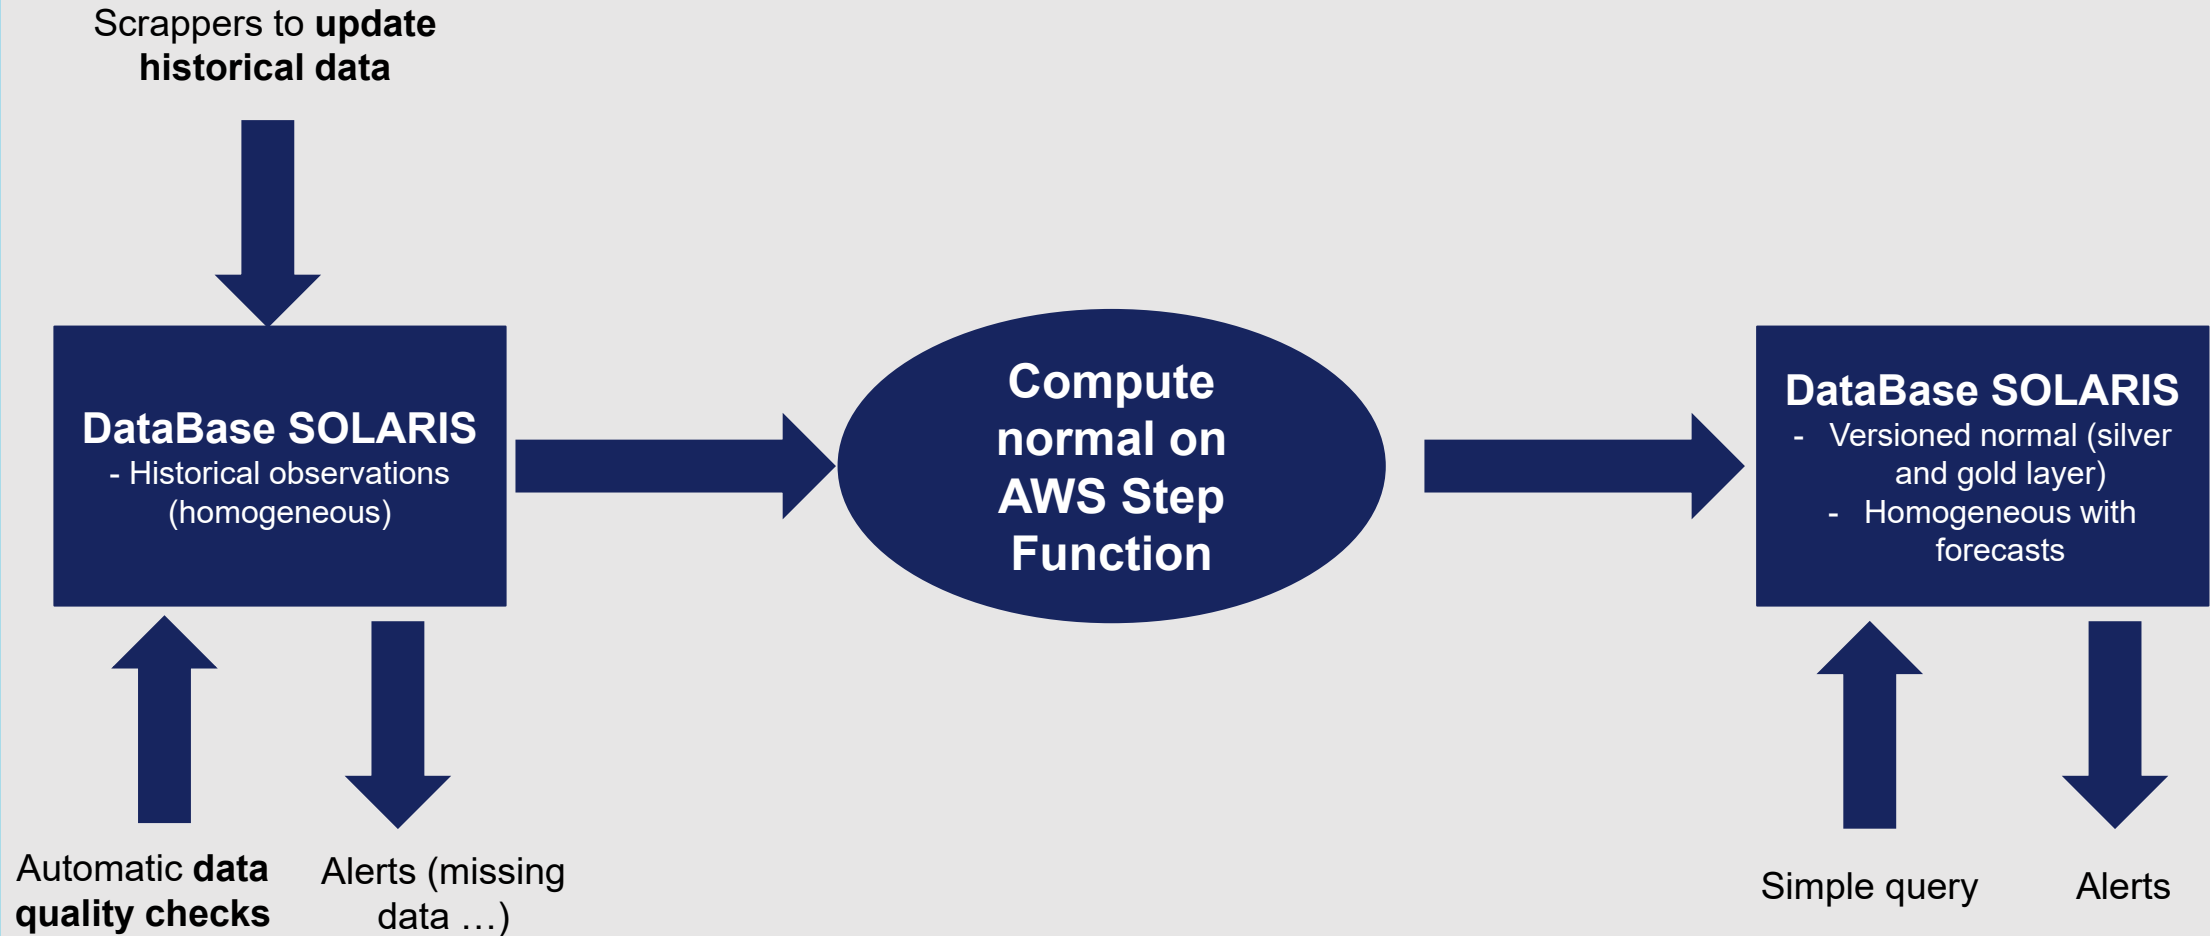 Scrappers to update
historical data
DataBase SOLARIS
- Historical observations
(homogeneous)
Compute
normal on
AWS Step
Function
DataBase SOLARIS
- Versioned normal (silver
and gold layer)
- Homogeneous with
forecasts
Automatic data
quality checks
Alerts (missing
data …)
Simple query
Alerts